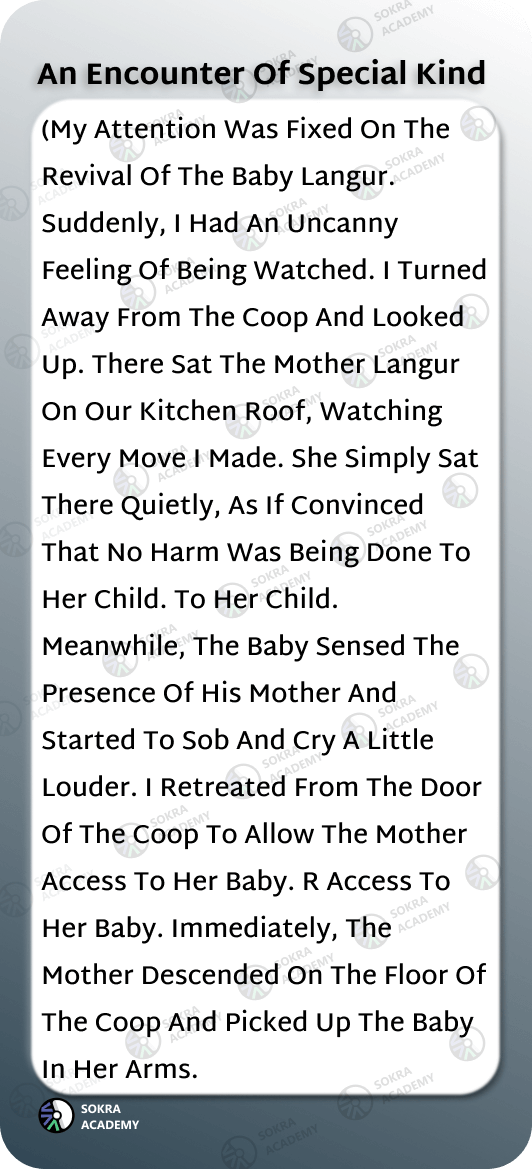 An Encounter Of Special Kind
(My Attention Was Fixed On The
Revival Of The Baby Langur.
Suddenly, I Had An Uncanny
Feeling Of Being Watched. I Turned
Away From The Coop And Looked
Up. There Sat The Mother Langur
On Our Kitchen Roof, Watching
Every Move I Made. She Simply Sat
There Quietly, As If Convinced
That No Harm Was Being Done To
Her Child. To Her Child.
Meanwhile, The Baby Sensed The
Presence Of His Mother And
Started To Sob And Cry A Little
Louder. I Retreated From The Door
Of The Coop To Allow The Mother
Access To Her Baby. R Access To
Her Baby. Immediately, The
Mother Descended On The Floor Of
The Coop And Picked Up The Baby
In Her Arms.
SOKRA
ACADEMY